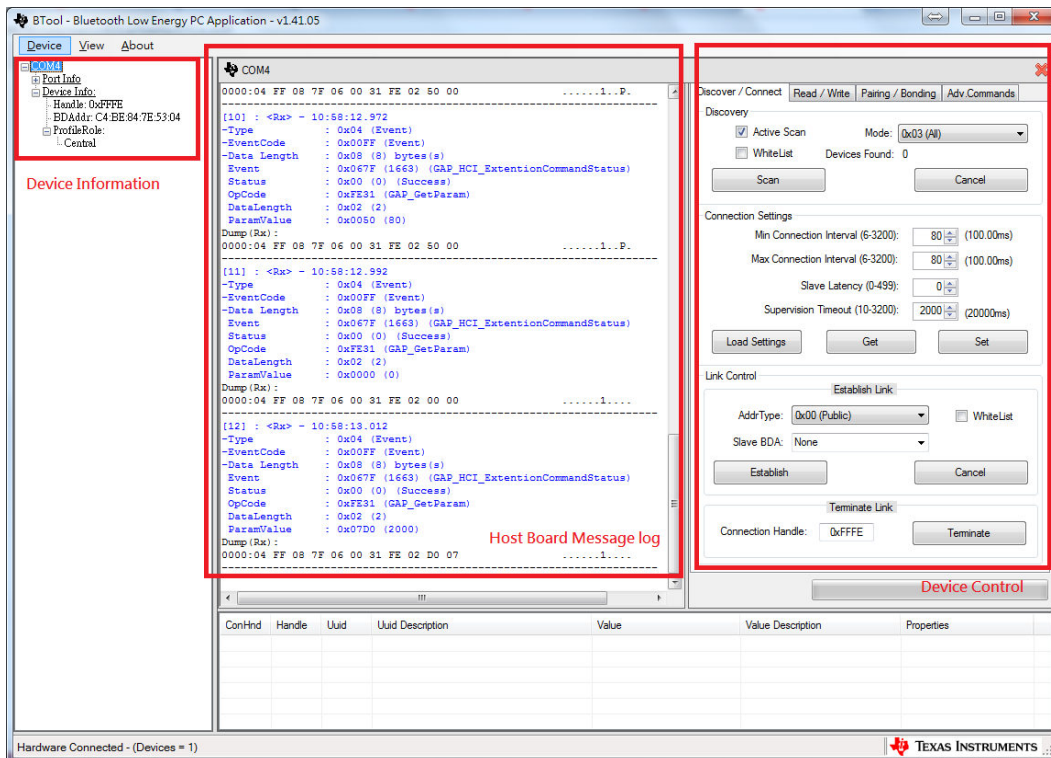 BTool - Bluetooth Low Energy PC Application - v1.41.05
Device View About
COM4
Port Info
Device Info:
Handle: 0xFFFE
BDAddr: C4:BE:84:7E:53:04
ProfileRole:
Central
Device Information
COM4
0000:04 FF 08 7F 06 00 31 FE 02 50 00 ......1..P.
--------------------------------------------------------------
[10] : <Rx> - 10:58:12.972
-Type : 0x04 (Event)
-EventCode : 0x00FF (Event)
-Data Length : 0x08 (8) bytes(s)
Event : 0x067F (1663) (GAP_HCI_ExtentionCommandStatus)
Status : 0x00 (0) (Success)
OpCode : 0xFE31 (GAP_GetParam)
DataLength : 0x02 (2)
ParamValue : 0x0050 (80)
Dump(Rx):
0000:04 FF 08 7F 06 00 31 FE 02 50 00 ......1..P.
--------------------------------------------------------------
[11] : <Rx> - 10:58:12.992
-Type : 0x04 (Event)
-EventCode : 0x00FF (Event)
-Data Length : 0x08 (8) bytes(s)
Event : 0x067F (1663) (GAP_HCI_ExtentionCommandStatus)
Status : 0x00 (0) (Success)
OpCode : 0xFE31 (GAP_GetParam)
DataLength : 0x02 (2)
ParamValue : 0x0000 (0)
Dump(Rx):
0000:04 FF 08 7F 06 00 31 FE 02 00 00 ......1....
--------------------------------------------------------------
[12] : <Rx> - 10:58:13.012
-Type : 0x04 (Event)
-EventCode : 0x00FF (Event)
-Data Length : 0x08 (8) bytes(s)
Event : 0x067F (1663) (GAP_HCI_ExtentionCommandStatus)
Status : 0x00 (0) (Success)
OpCode : 0xFE31 (GAP_GetParam)
DataLength : 0x02 (2)
ParamValue : 0x07D0 (2000)
Dump(Rx):
0000:04 FF 08 7F 06 00 31 FE 02 D0 07 ......1....
--------------------------------------------------------------
Host Board Message log
Discover / Connect Read / Write Pairing / Bonding Adv.Commands
Discovery
Active Scan Mode: 0x03 (All)
WhiteList Devices Found: 0
Scan Cancel
Connection Settings
Min Connection Interval (6-3200): 80 (100.00ms)
Max Connection Interval (6-3200): 80 (100.00ms)
Slave Latency (0-499): 0
Supervision Timeout (10-3200): 2000 (20000ms)
Load Settings Get Set
Link Control
Establish Link
AddrType: 0x00 (Public) WhiteList
Slave BDA: None
Establish Cancel
Terminate Link
Connection Handle: 0xFFFE Terminate
Device Control
ConHnd Handle Uuid Uuid Description Value Value Description Properties
Hardware Connected - (Devices = 1)
TEXAS INSTRUMENTS